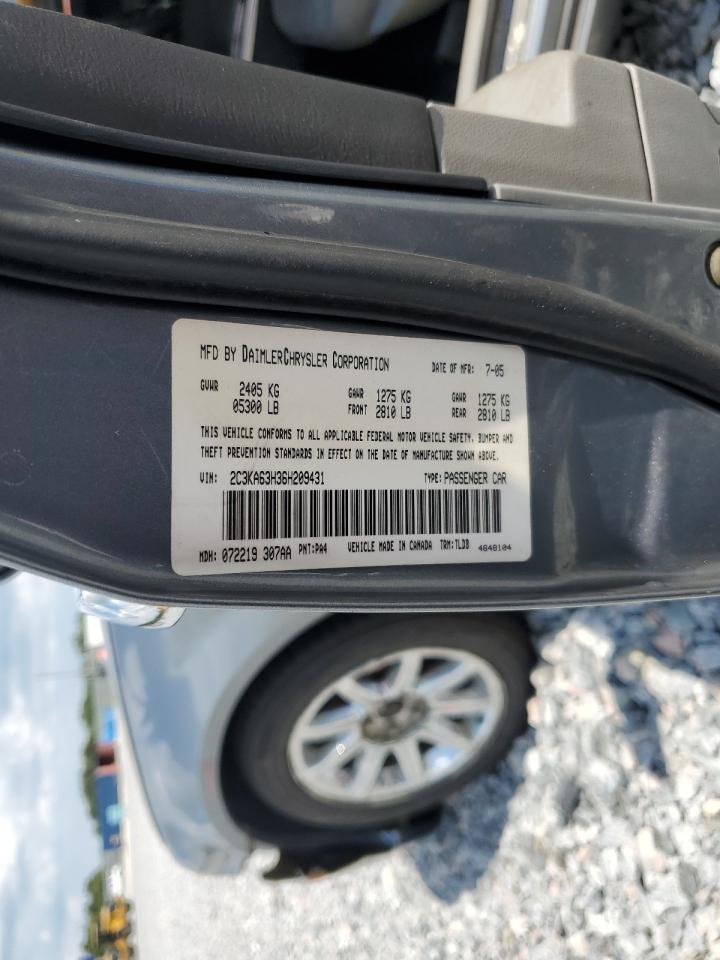 MFD BY DAIMLERCHRYSLER CORPORATION DATE OF MFR: 7-05
GVWR 2405 KG GAWR 1275 KG GAWR 1275 KG
05300 LB FRONT 2810 LB REAR 2810 LB
THIS VEHICLE CONFORMS TO ALL APPLICABLE FEDERAL MOTOR VEHICLE SAFETY, BUMPER AND
THEFT PREVENTION STANDARDS IN EFFECT ON THE DATE OF MANUFACTURE SHOWN ABOVE.
VIN: 2C3KA63H36H209431 TYPE: PASSENGER CAR
MDH: 072219 307AA PNT:PA4 VEHICLE MADE IN CANADA TRM:TLDB 4648104